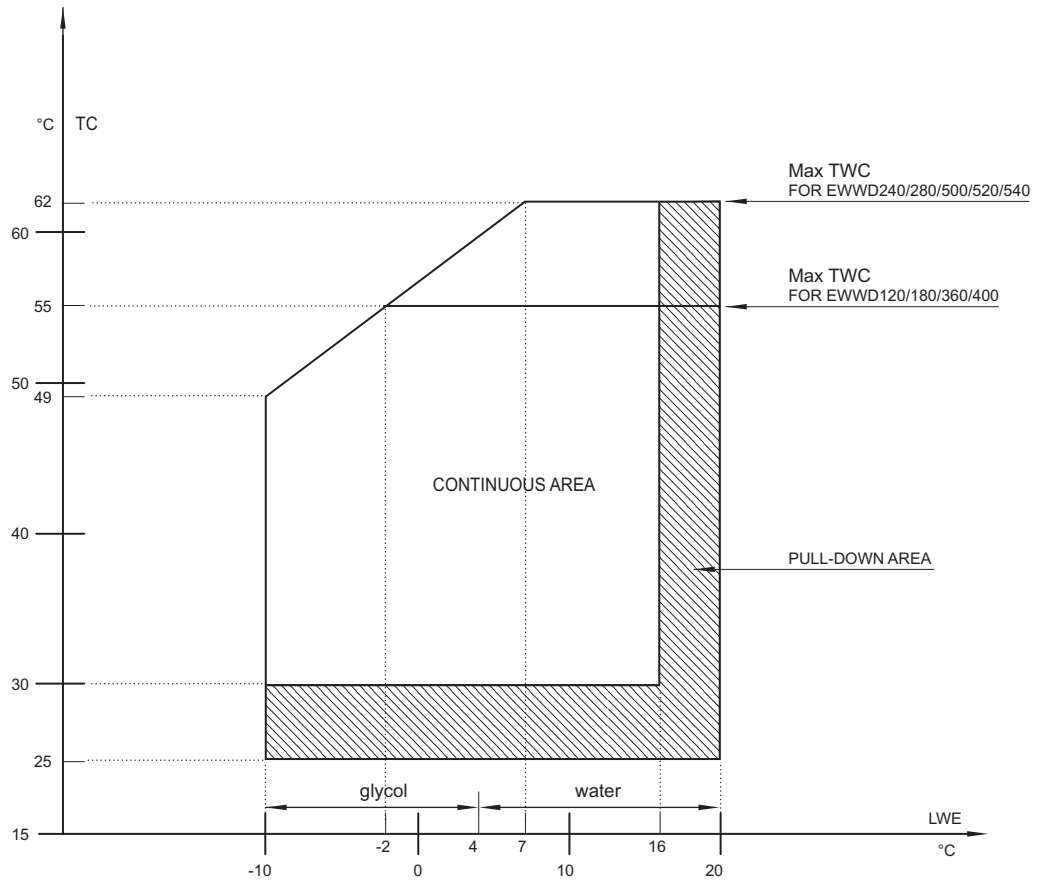 °C TC
Max TWC
FOR EWWD240/280/500/520/540
62
60
Max TWC
FOR EWWD120/180/360/400
55
50
49
CONTINUOUS AREA
40
PULL-DOWN AREA
30
25
glycol water
LWE
15
-2 4 7 16 °C
-10 0 10 20